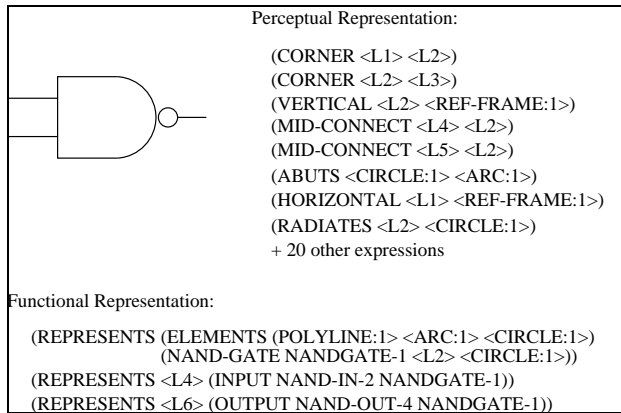 Perceptual Representation:
(CORNER <L1> <L2>)
(CORNER <L2> <L3>)
(VERTICAL <L2> <REF-FRAME:1>)
(MID-CONNECT <L4> <L2>)
(MID-CONNECT <L5> <L2>)
(ABUTS <CIRCLE:1> <ARC:1>)
(HORIZONTAL <L1> <REF-FRAME:1>)
(RADIATES <L2> <CIRCLE:1>)
+ 20 other expressions
Functional Representation:
(REPRESENTS (ELEMENTS (POLYLINE:1> <ARC:1> <CIRCLE:1>)
(NAND-GATE NANDGATE-1 <L2> <CIRCLE:1>))
(REPRESENTS <L4> (INPUT NAND-IN-2 NANDGATE-1))
(REPRESENTS <L6> (OUTPUT NAND-OUT-4 NANDGATE-1))